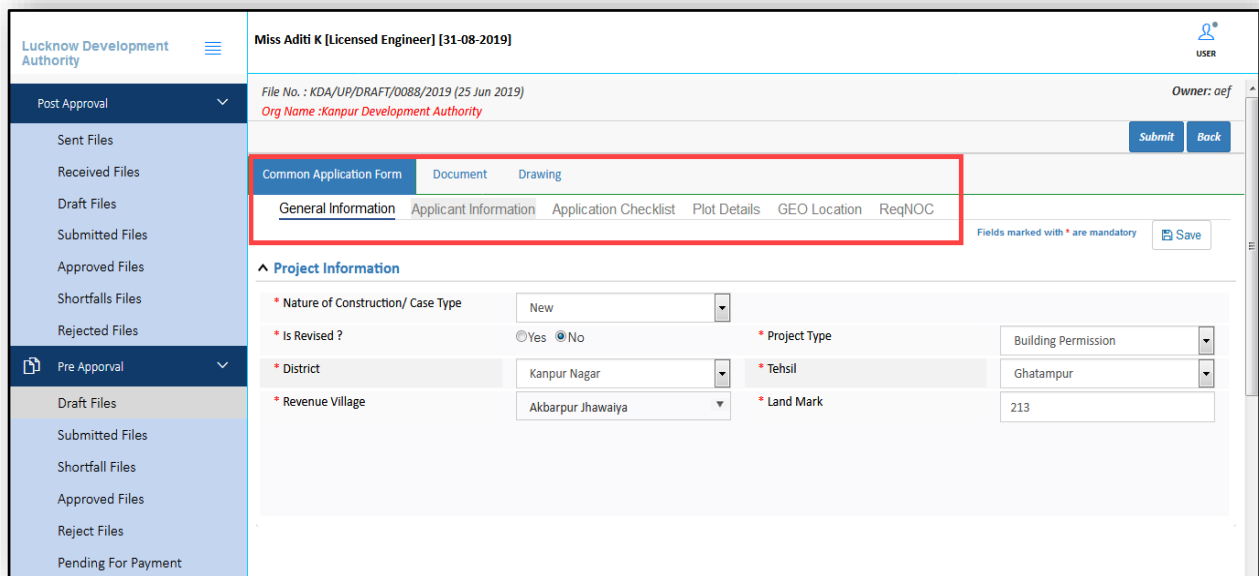 Lucknow Development
Authority
Miss Aditi K [Licensed Engineer] [31-08-2019]
USER
Post Approval
Sent Files
Received Files
Draft Files
Submitted Files
Approved Files
Shortfalls Files
Rejected Files
Pre Apporval
Draft Files
Submitted Files
Shortfall Files
Approved Files
Reject Files
Pending For Payment
File No. : KDA/UP/DRAFT/0088/2019 (25 Jun 2019)
Owner: aef
Org Name :Kanpur Development Authority
Submit Back
Common Application Form Document Drawing
General Information Applicant Information Application Checklist Plot Details GEO Location ReqNOC
Fields marked with * are mandatory Save
Project Information
* Nature of Construction/ Case Type New
* Is Revised ? Yes No * Project Type Building Permission
* District Kanpur Nagar * Tehsil Ghatampur
* Revenue Village Akbarpur Jhawaiya * Land Mark 213